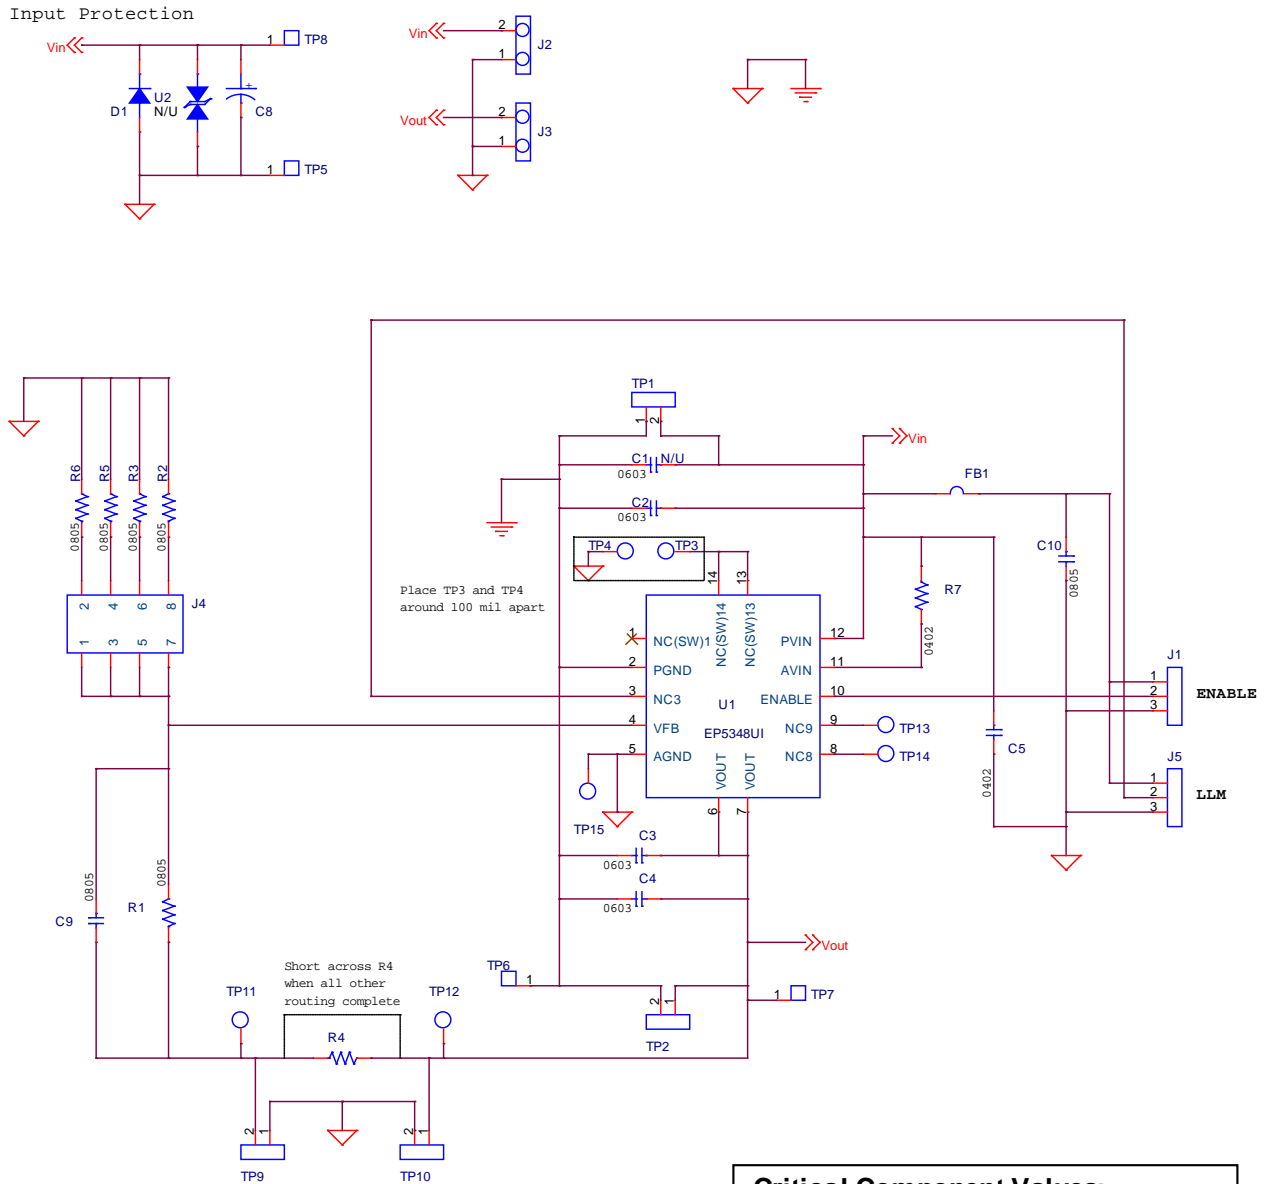 Input Protection
Vin
1
TP8
D1
U2
N/U
+
C8
1
TP5
Vin
2
1
J2
Vout
2
1
J3
R6
R5
R3
R2
0805
0805
0805
0805
2
4
6
8
J4
1
3
5
7
TP1
1
2
C1
N/U
0603
C2
0603
Vin
FB1
C10
0805
TP4
TP3
Place TP3 and TP4
around 100 mil apart
14
13
R7
0402
1
NC(SW)1
NC(SW)14
NC(SW)13
PVIN
12
2
PGND
AVIN
11
3
NC3
U1
ENABLE
10
4
VFB
EP5348UI
NC9
9
TP13
5
AGND
VOUT
VOUT
NC8
8
TP14
6
7
TP15
C5
0402
J1
1
2
3
ENABLE
J5
1
2
3
LLM
C3
0603
C4
0603
Vout
0805
0805
C9
R1
Short across R4
when all other
routing complete
TP11
R4
TP12
TP6
1
2
1
TP2
1
TP7
2
1
TP9
2
1
TP10
Critical Component Values: